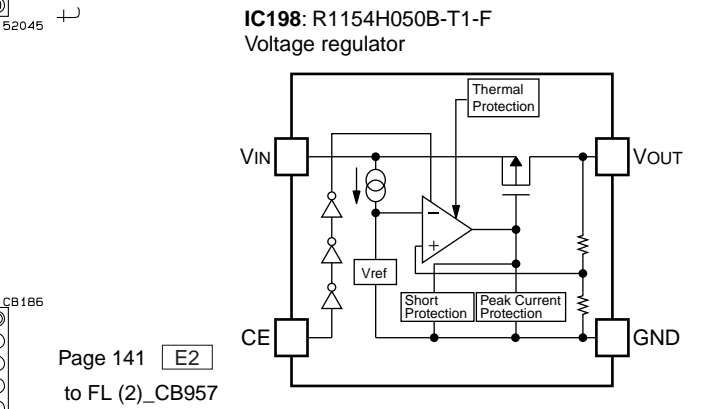 52045
IC198: R1154H050B-T1-F
Voltage regulator
Thermal
Protection
VIN
VOUT
−
+
Vref
Short
Protection
Peak Current
Protection
CB186
CE
GND
Page 141 E2
to FL (2)_CB957